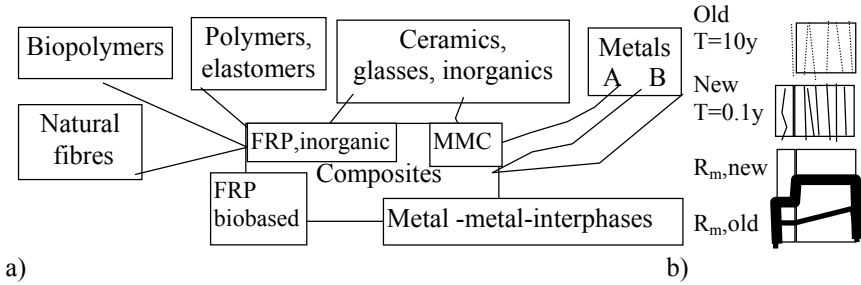 Biopolymers
Polymers,
elastomers
Ceramics,
glasses, inorganics
Metals
A B
Old
T=10y
New
T=0.1y
Natural
fibres
FRP,inorganic
MMC
Composites
FRP
biobased
Metal -metal-interphases
Rm,new
Rm,old
a)
b)